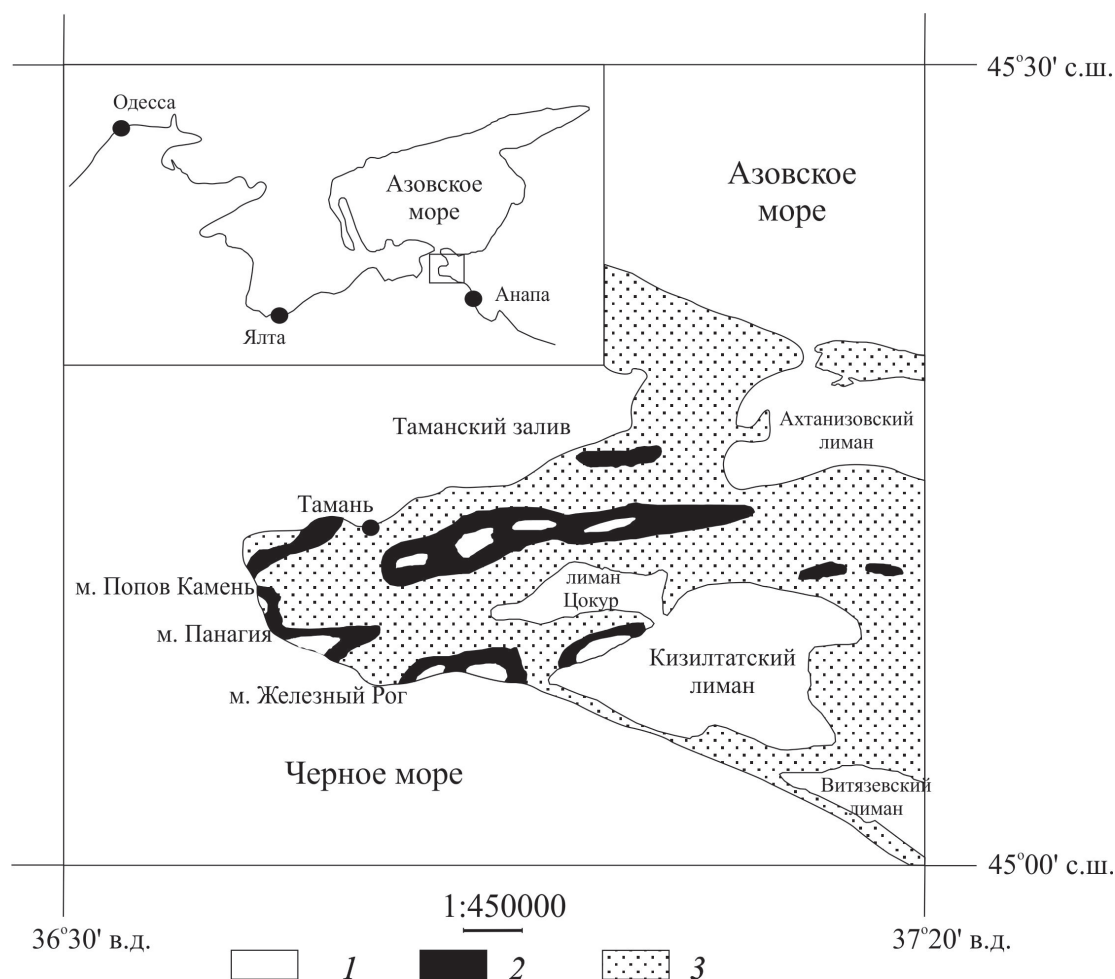 45°30' с.ш.
Одесса
Азовское
море
Азовское
море
Анапа
Ялта
Таманский залив
Ахтанизовский
лиман
Тамань
м. Попов Камень
лиман
Цокур
м. Панагия
Кизилтатский
лиман
м. Железный Рог
Черное море
Витязевский
лиман
45°00' с.ш.
1:450000
36°30' в.д.
37°20' в.д.
1
2
3